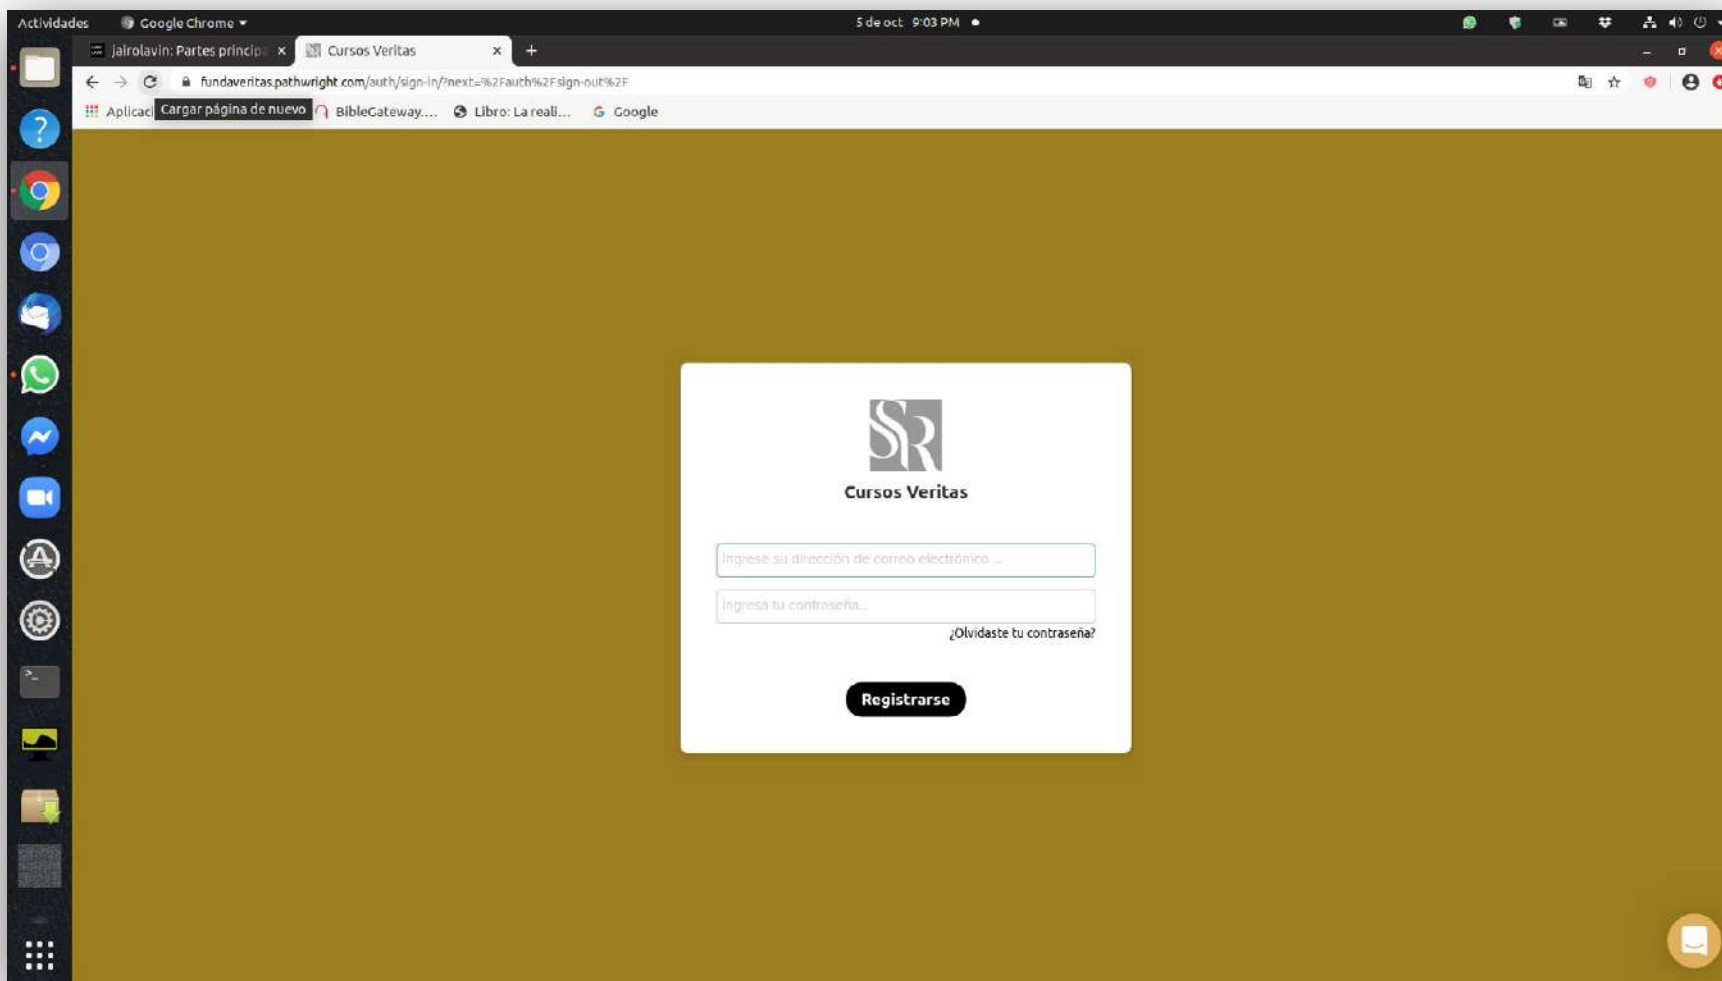 Actividades Google Chrome 5 de oct 9:03 PM
jairolavin: Partes princip Cursos Veritas
fundaveritas.pathwright.com/auth/sign-in/?next=%2Fauth%2Fsign-out%2F
Aplicaci Cargar página de nuevo BibleGateway.... Libro: La reali... G Google
SR
Cursos Veritas
Ingrese su dirección de correo electrónico ...
Ingresa tu contraseña...
¿Olvidaste tu contraseña?
Registrarse